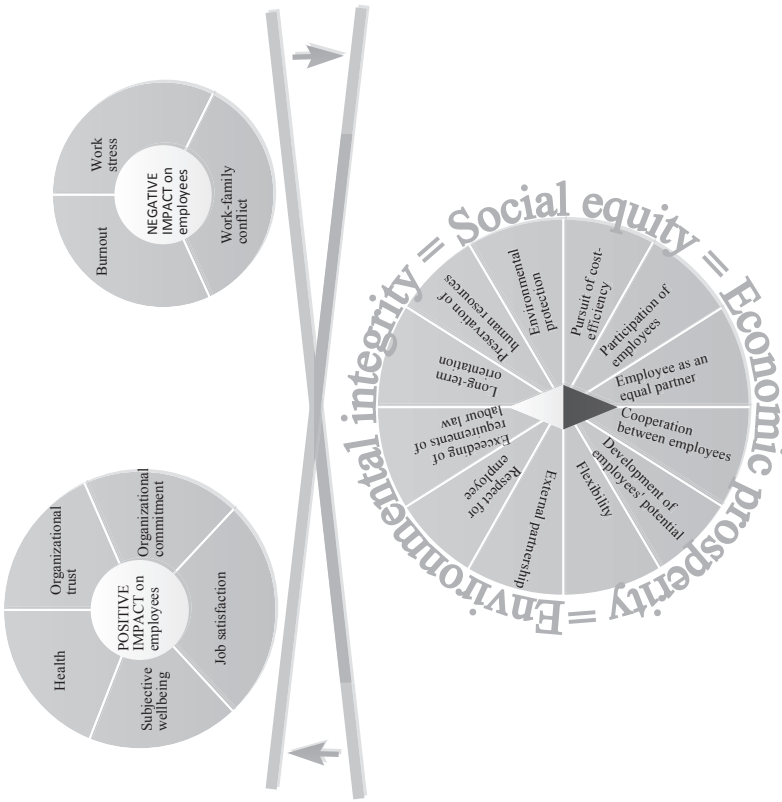 Work
stress
Burnout
Work-family
conflict
NEGATIVE
IMPACT on
employees
Organizational
trust
Organizational
commitment
Health
Job satisfaction
Subjective
wellbeing
POSITIVE
IMPACT on
employees
Environmental integrity = Social equity = Economic prosperity =
Preservation of
human resources
Environmental
protection
Pursuit of cost-
efficiency
Participation of
employees
Employee as an
equal partner
Cooperation
between employees
Development of
employees' potential
Flexibility
External partnership
Respect for
employee
Exceeding of
requirements of
labour law
Long-term
orientation